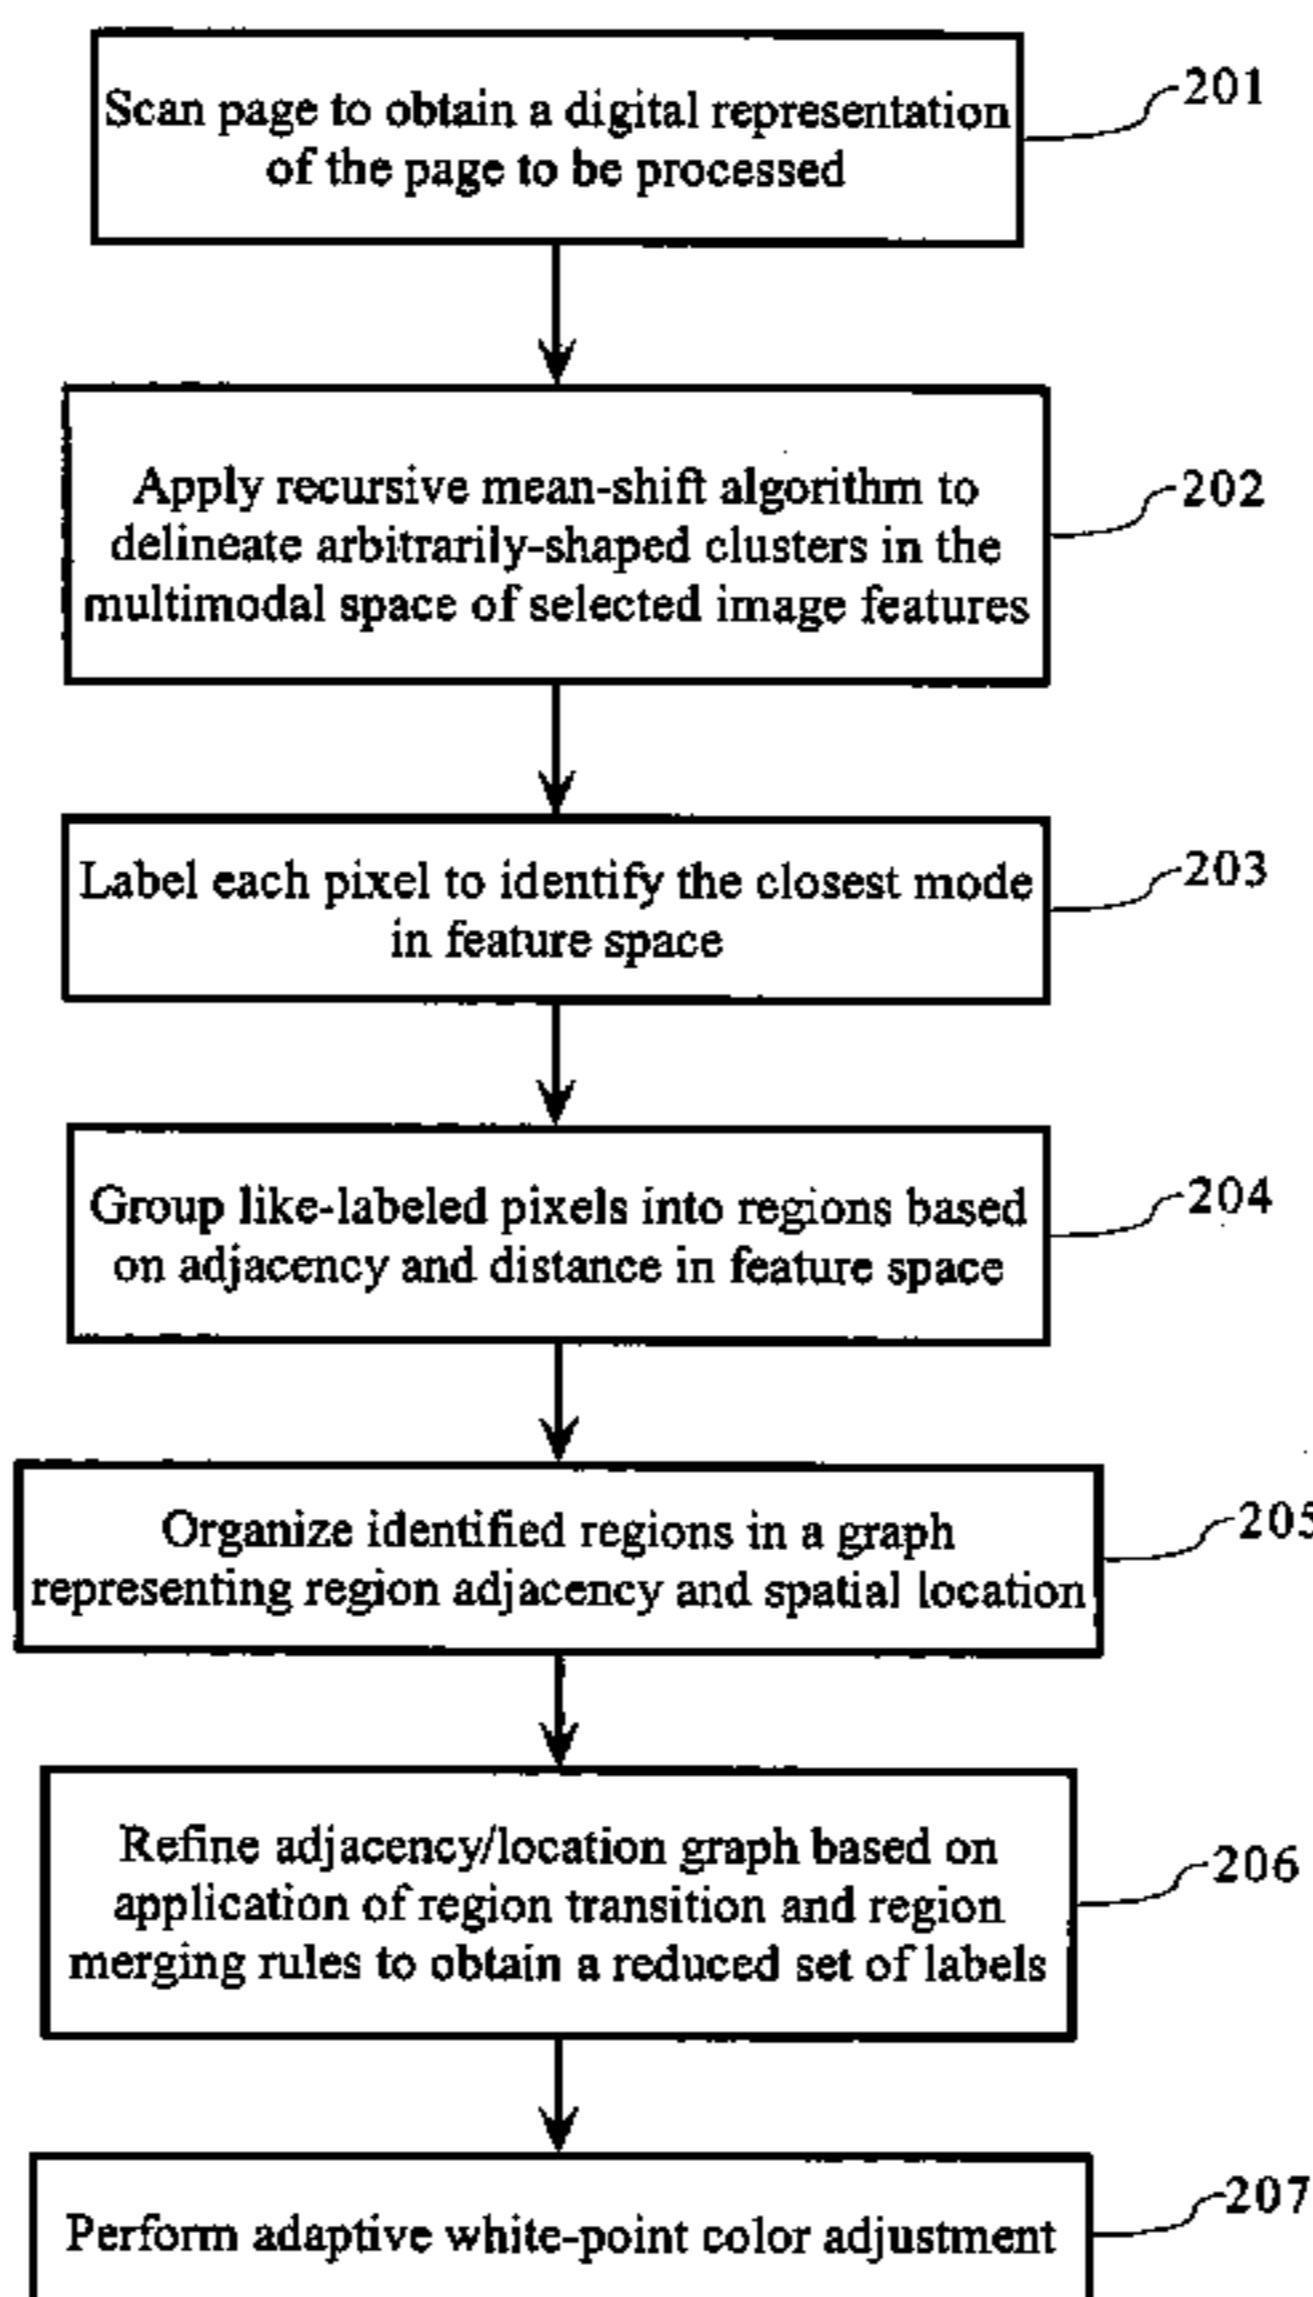 Scan page to obtain a digital representation
of the page to be processed
201
Apply recursive mean-shift algorithm to
delineate arbitrarily-shaped clusters in the
multimodal space of selected image features
202
Label each pixel to identify the closest mode
in feature space
203
Group like-labeled pixels into regions based
on adjacency and distance in feature space
204
Organize identified regions in a graph
representing region adjacency and spatial location
205
Refine adjacency/location graph based on
application of region transition and region
merging rules to obtain a reduced set of labels
206
Perform adaptive white-point color adjustment
207